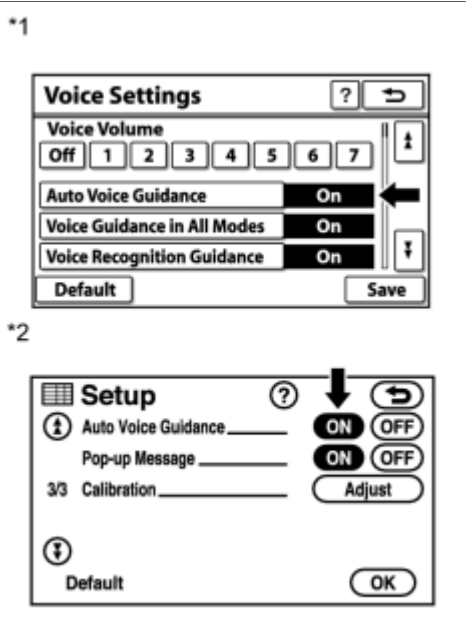 *1
Voice Settings ?
Voice Volume
Off 1 2 3 4 5 6 7
Auto Voice Guidance On
Voice Guidance in All Modes On
Voice Recognition Guidance On
Default Save
*2
Setup ?
Auto Voice Guidance ON OFF
Pop-up Message ON OFF
3/3 Calibration Adjust
Default OK